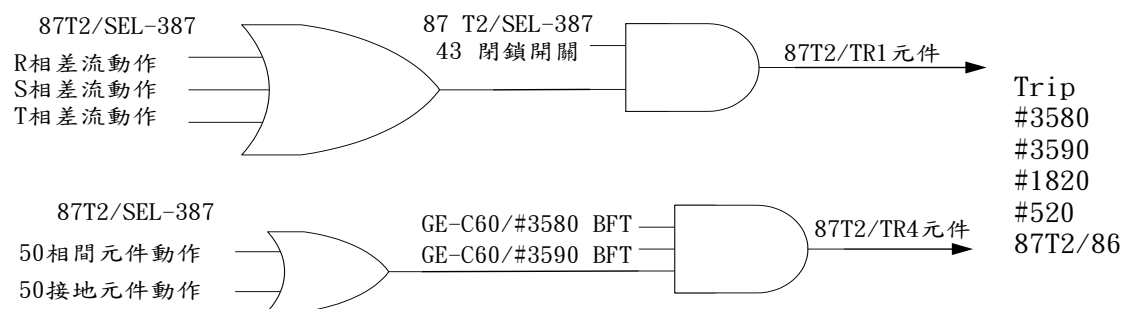 87T2/SEL-387
R相差流動作
S相差流動作
T相差流動作
87 T2/SEL-387
43 閉鎖開關
87T2/TR1元件
87T2/SEL-387
50相間元件動作
50接地元件動作
GE-C60/#3580 BFT
GE-C60/#3590 BFT
87T2/TR4元件
Trip
#3580
#3590
#1820
#520
87T2/86